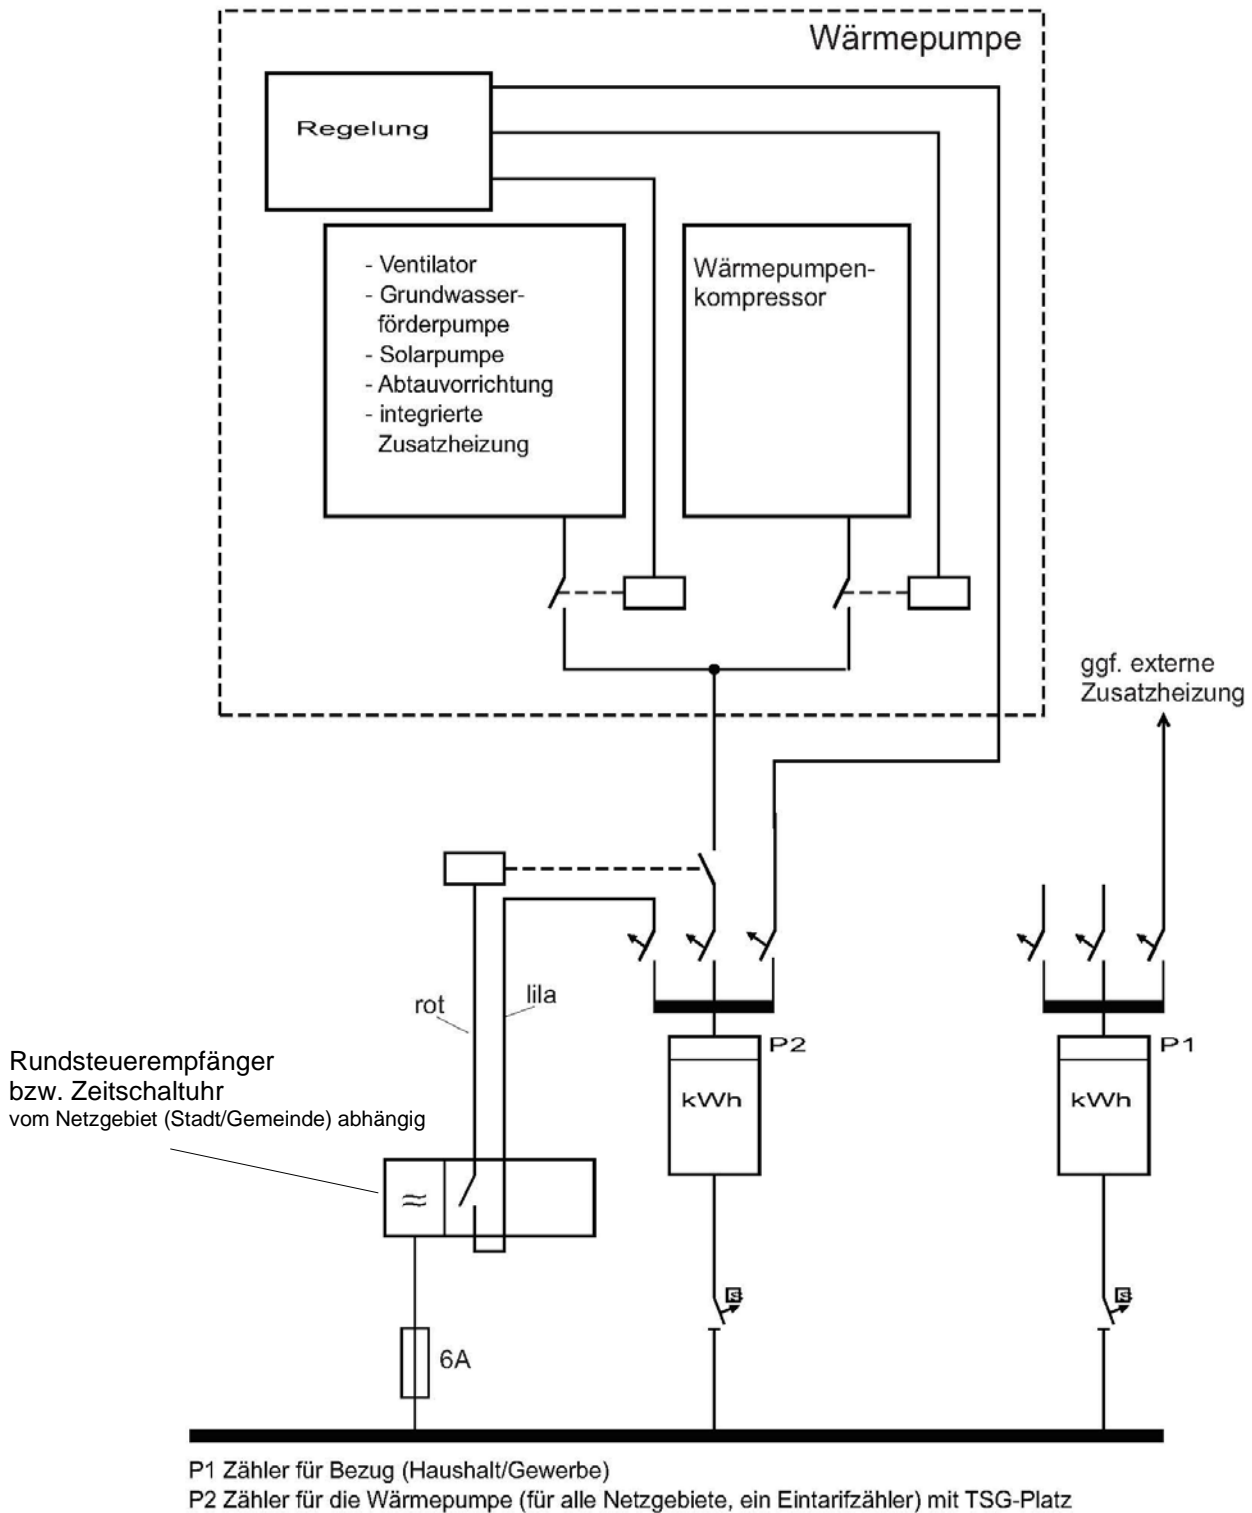 Wärmepumpe
Regelung
- Ventilator
- Grundwasser-
förderpumpe
- Solarpumpe
- Abtauvorrichtung
- integrierte
Zusatzheizung
Wärmepumpen-
kompressor
ggf. externe
Zusatzheizung
rot
lila
P2
kWh
P1
kWh
Rundsteuerempfänger
bzw. Zeitschaltuhr
vom Netzgebiet (Stadt/Gemeinde) abhängig
≈
s
s
6A
P1 Zähler für Bezug (Haushalt/Gewerbe)
P2 Zähler für die Wärmepumpe (für alle Netzgebiete, ein Eintarifzähler) mit TSG-Platz